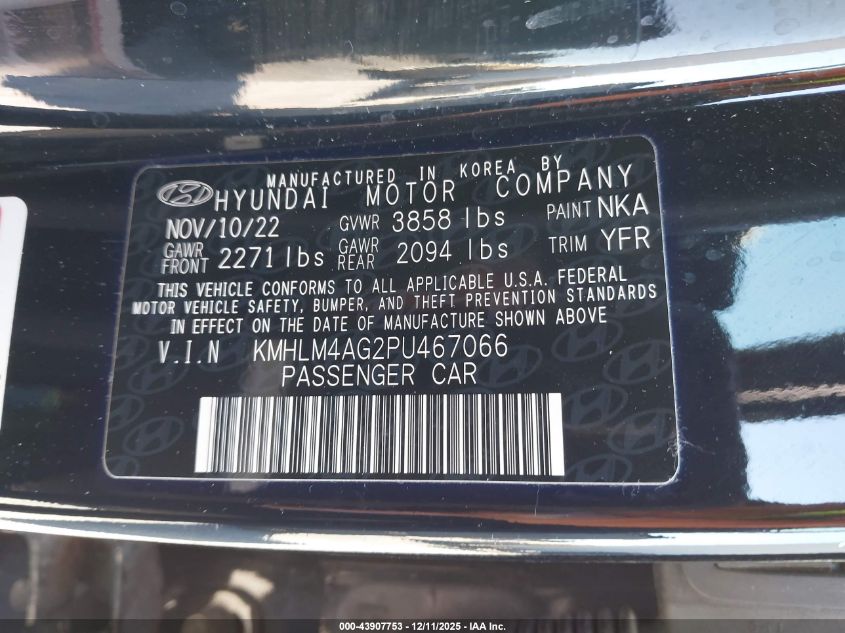 MANUFACTURED IN KOREA BY
HYUNDAI MOTOR COMPANY
NOV/10/22 GVWR 3858 lbs PAINT NKA
GAWR FRONT 2271 lbs GAWR REAR 2094 lbs TRIM YFR
THIS VEHICLE CONFORMS TO ALL APPLICABLE U.S.A. FEDERAL
MOTOR VEHICLE SAFETY, BUMPER, AND THEFT PREVENTION STANDARDS
IN EFFECT ON THE DATE OF MANUFACTURE SHOWN ABOVE
V.I.N KMHLM4AG2PU467066
PASSENGER CAR
000-43907753 - 12/11/2025 - IAA Inc.